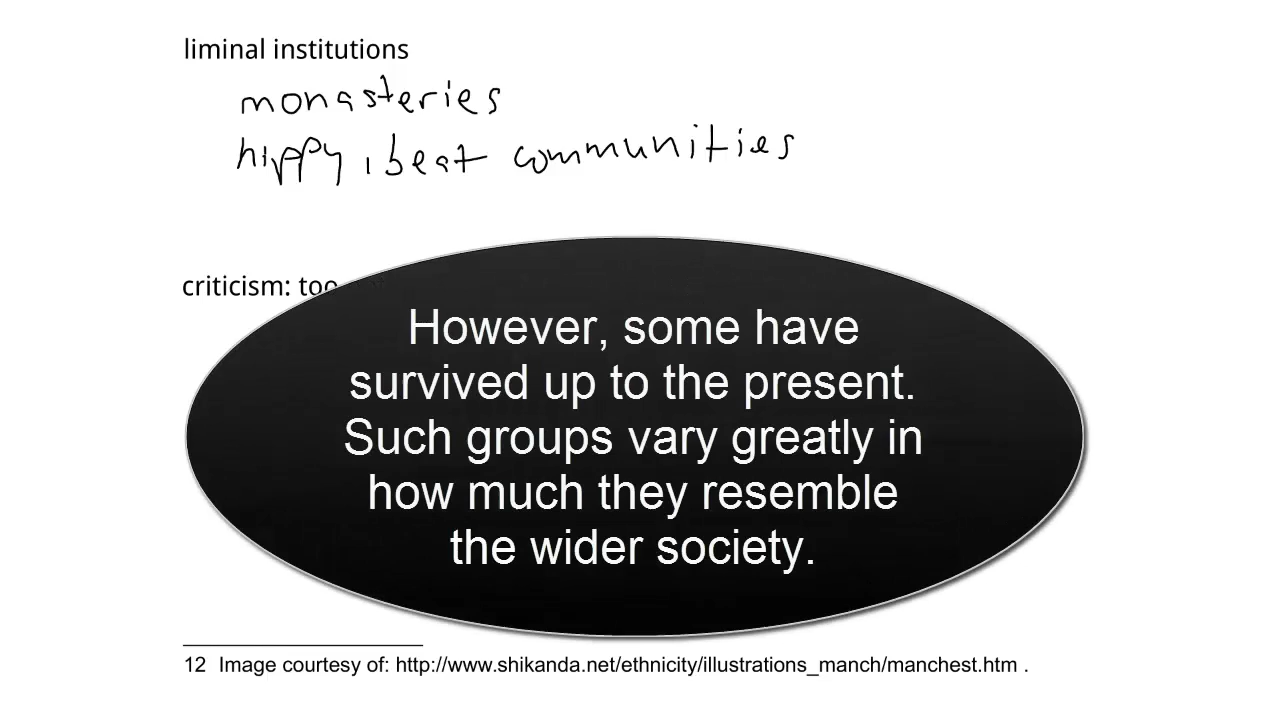 liminal institutions
monasteries
hippy, beat communities
criticism: too
However, some have
survived up to the present.
Such groups vary greatly in
how much they resemble
the wider society.
12 Image courtesy of: http://www.shikanda.net/ethnicity/illustrations_manch/manchest.htm .